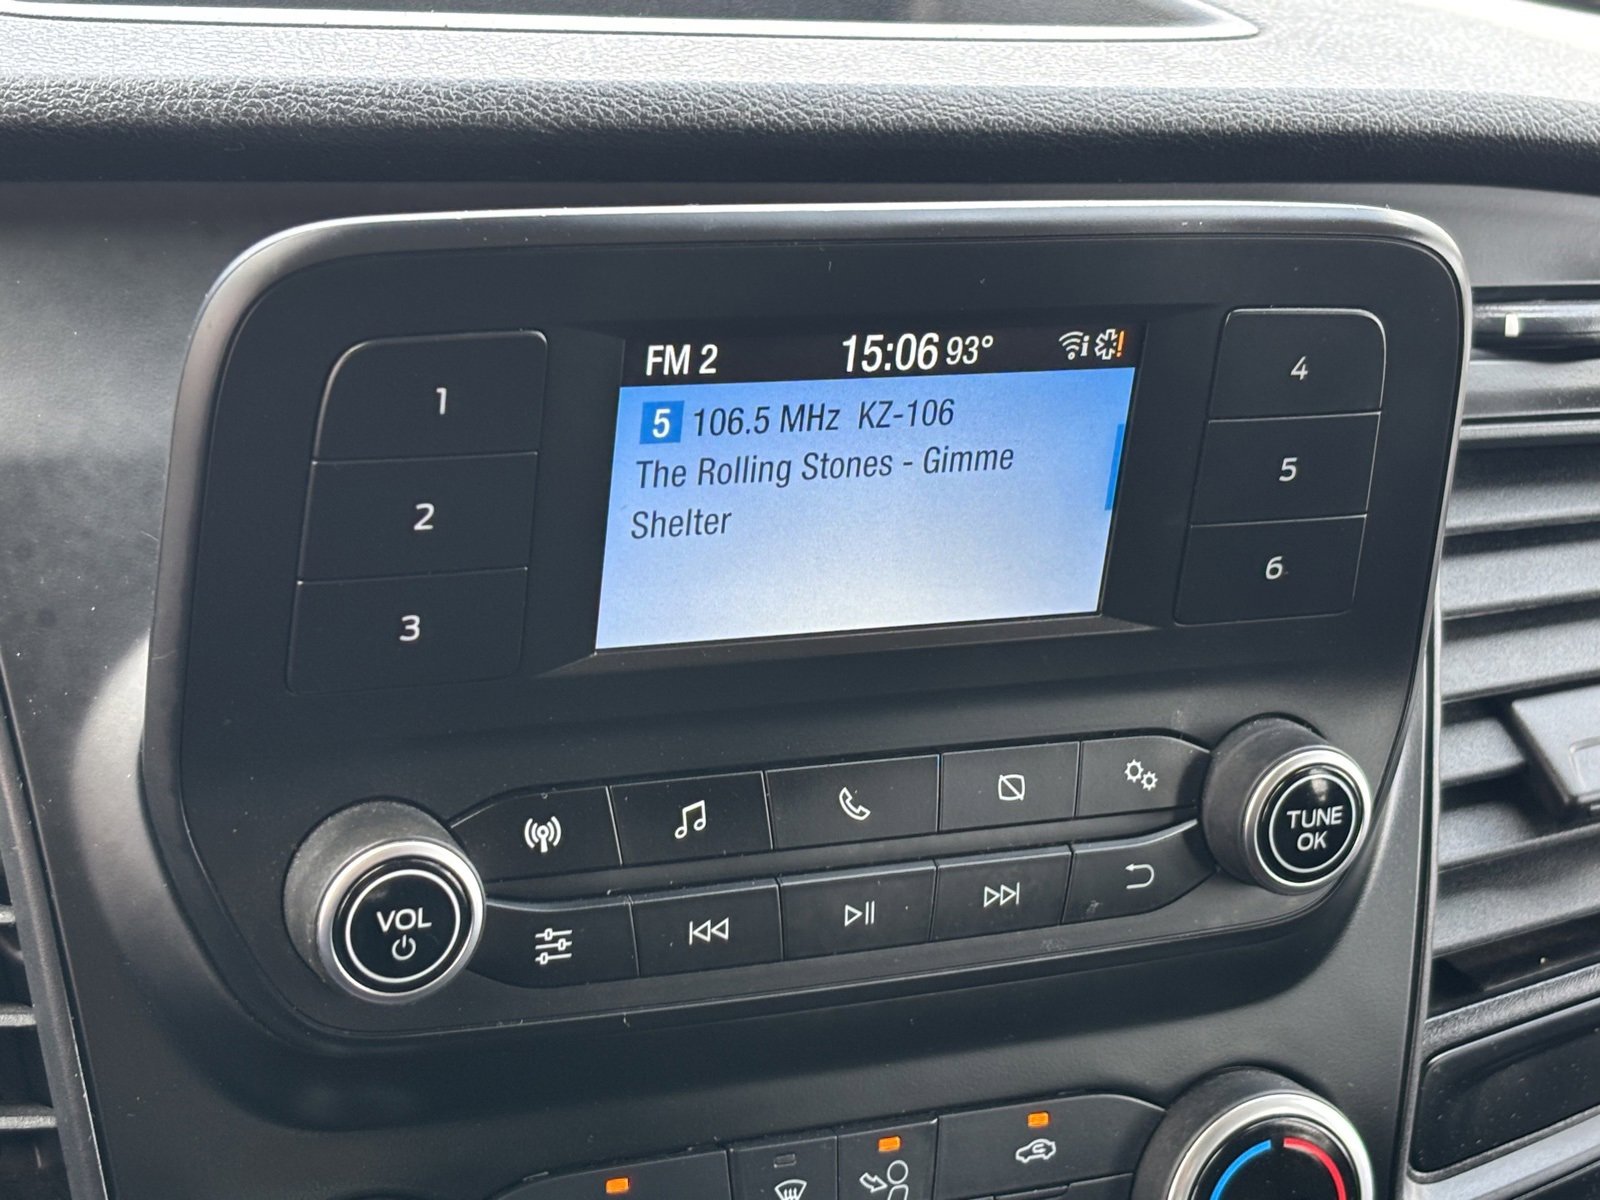 FM 2 15:06 93°
5 106.5 MHz KZ-106
The Rolling Stones - Gimme
Shelter
1
2
3
4
5
6
VOL
TUNE
OK